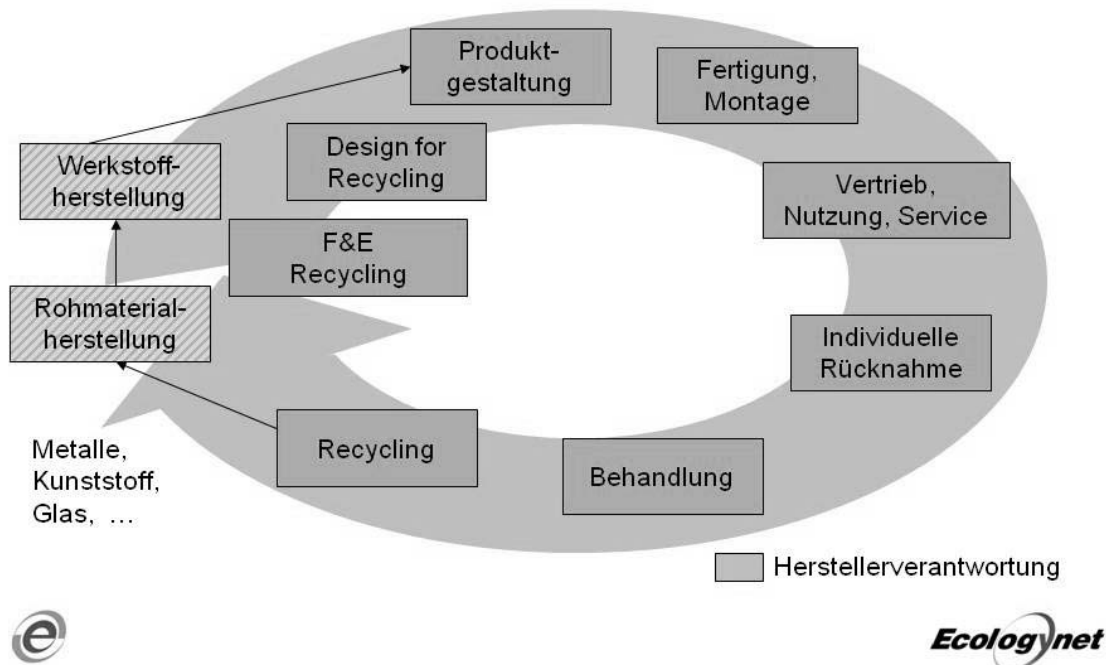 Produkt-
gestaltung
Fertigung,
Montage
Design for
Recycling
Werkstoff-
herstellung
Vertrieb,
Nutzung, Service
F&E
Recycling
Rohmaterial-
herstellung
Individuelle
Rücknahme
Recycling
Behandlung
Metalle,
Kunststoff,
Glas, …
Herstellerverantwortung
e
Ecologynet